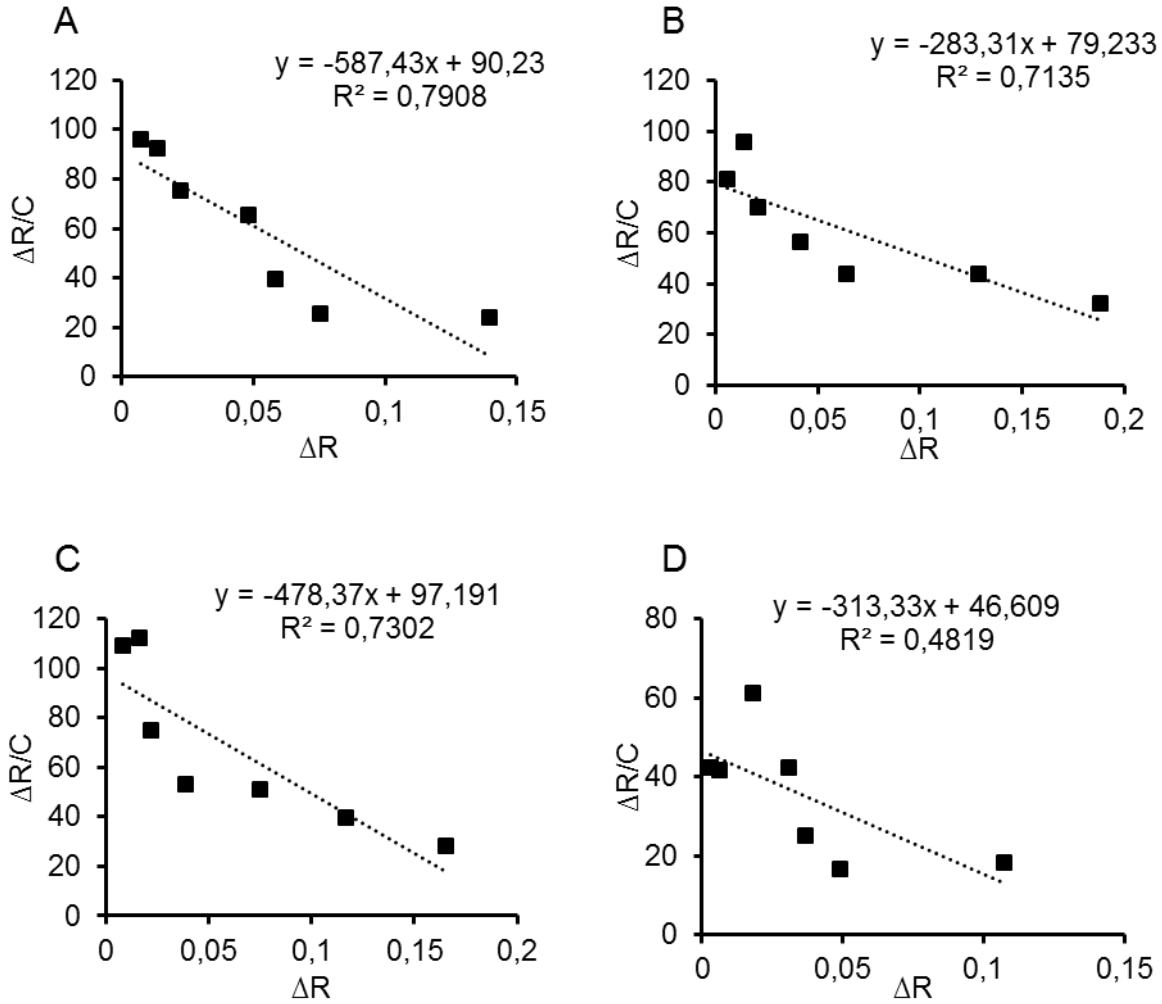 A
y = -587,43x + 90,23
R² = 0,7908
120
100
80
60
40
20
0
ΔR/C
0 0,05 0,1 0,15
ΔR
B
y = -283,31x + 79,233
R² = 0,7135
120
100
80
60
40
20
0
ΔR/C
0 0,05 0,1 0,15 0,2
ΔR
C
y = -478,37x + 97,191
R² = 0,7302
120
100
80
60
40
20
0
ΔR/C
0 0,05 0,1 0,15 0,2
ΔR
D
y = -313,33x + 46,609
R² = 0,4819
80
60
40
20
0
ΔR/C
0 0,05 0,1 0,15
ΔR